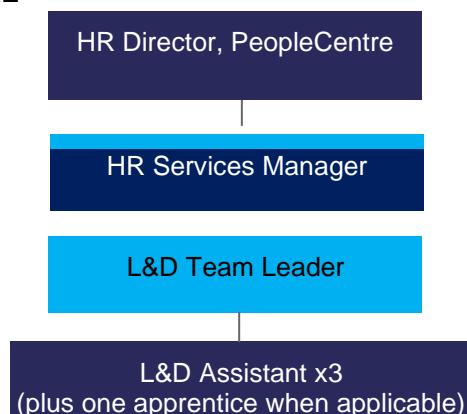 HR Director, PeopleCentre
HR Services Manager
L&D Team Leader
L&D Assistant x3
(plus one apprentice when applicable)